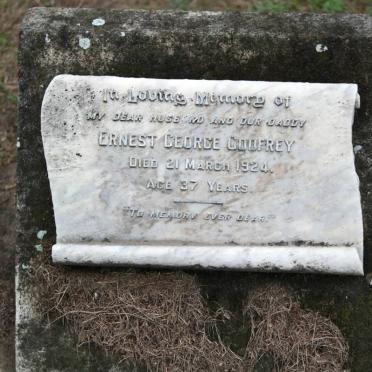 In Loving Memory of
MY DEAR HUSBAND AND OUR DADDY
ERNEST GEORGE GODFREY
DIED 21 MARCH 1924.
AGE 37 YEARS
"TO MEMORY EVER DEAR."